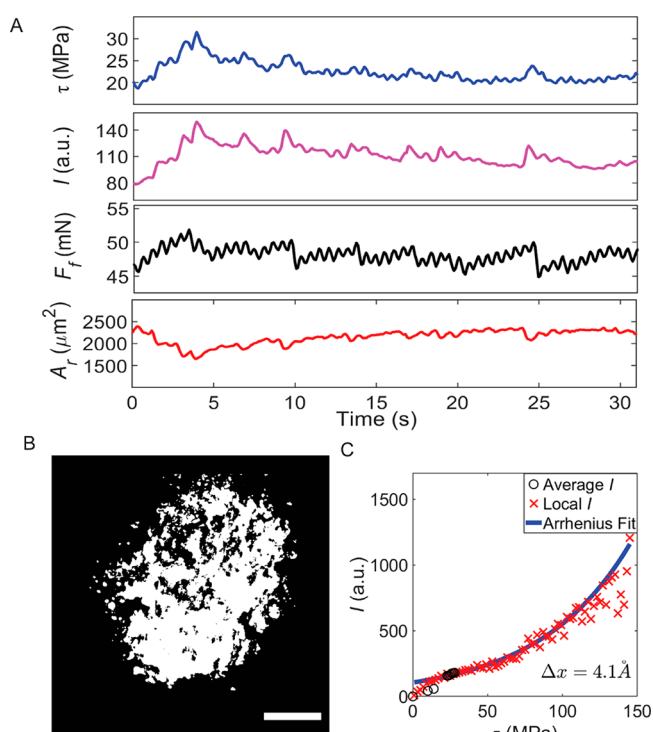 A
τ (MPa)
30
25
20
I (a.u.)
140
110
80
F_f (mN)
55
50
45
A_r (μm²)
2500
2000
1500
0 5 10 15 20 25 30
Time (s)
B
C
I (a.u.)
1500
1000
500
0
Average I
Local I
Arrhenius Fit
Δx = 4.1Å
0 50 100 150
(MPa)